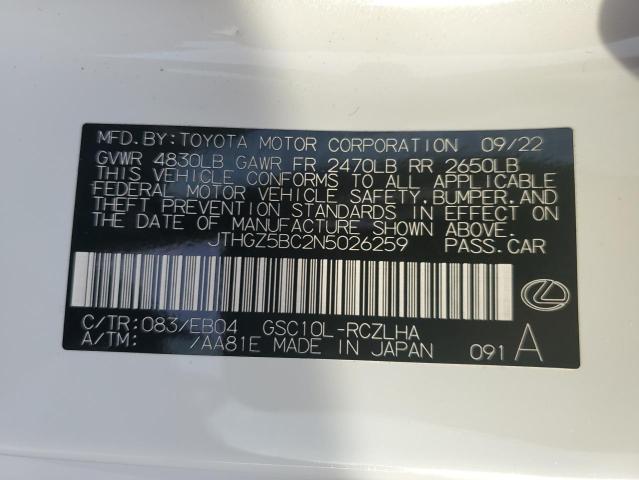 MFD. BY: TOYOTA MOTOR CORPORATION 09/22
GVWR 4830LB GAWR FR 2470LB RR 2650LB
THIS VEHICLE CONFORMS TO ALL APPLICABLE
FEDERAL MOTOR VEHICLE SAFETY, BUMPER, AND
THEFT PREVENTION STANDARDS IN EFFECT ON
THE DATE OF MANUFACTURE SHOWN ABOVE.
JTHGZ5BC2N5026259 PASS. CAR
C/TR: 083/EB04 GSC10L-RCZLHA
A/TM: /AA81E MADE IN JAPAN 091 A